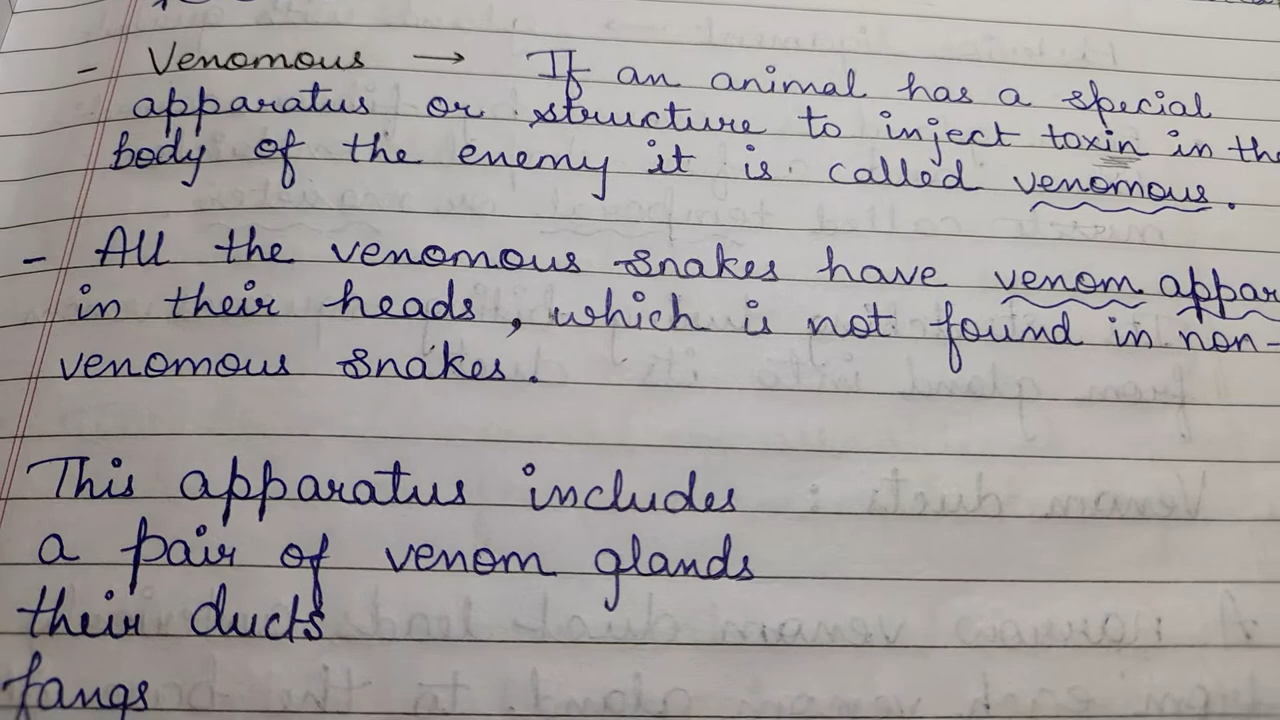 - Venomous → If an animal has a special
apparatus or structure to inject toxin in the
body of the enemy it is called venomous.
- All the venomous snakes have venom appar
in their heads, which is not found in non-
venomous snakes.
This apparatus includes
a pair of venom glands
their ducts
fangs